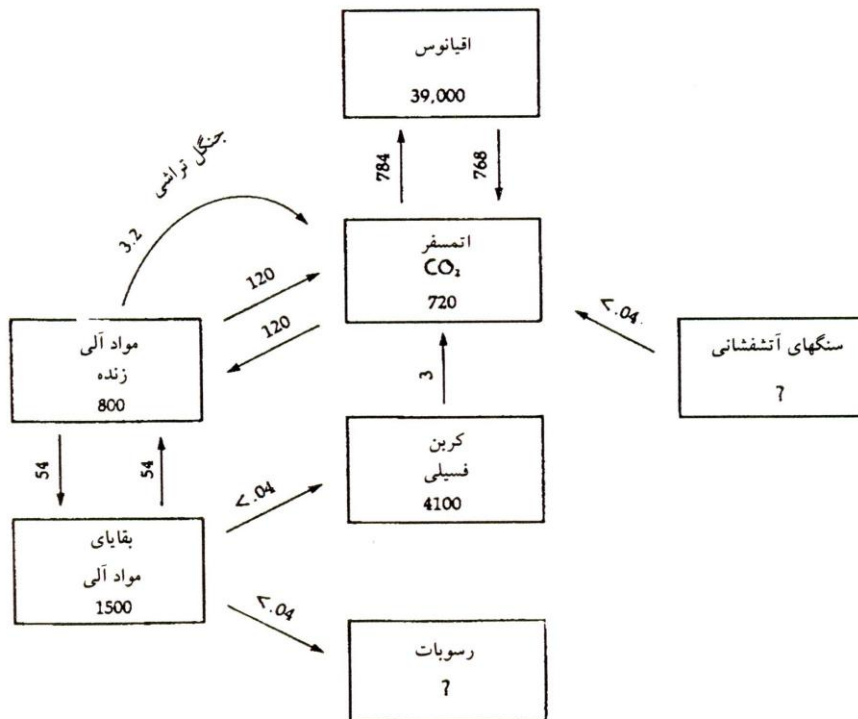 اقیانوس
39,000
784
768
جنگل تراشی
3.2
اتمسفر
CO₂
720
120
120
<.04
سنگهای آتشفشانی
?
مواد آلی
زنده
800
3
کربن
فسیلی
4100
54
54
<.04
بقایای
مواد آلی
1500
<.04
رسوبات
?